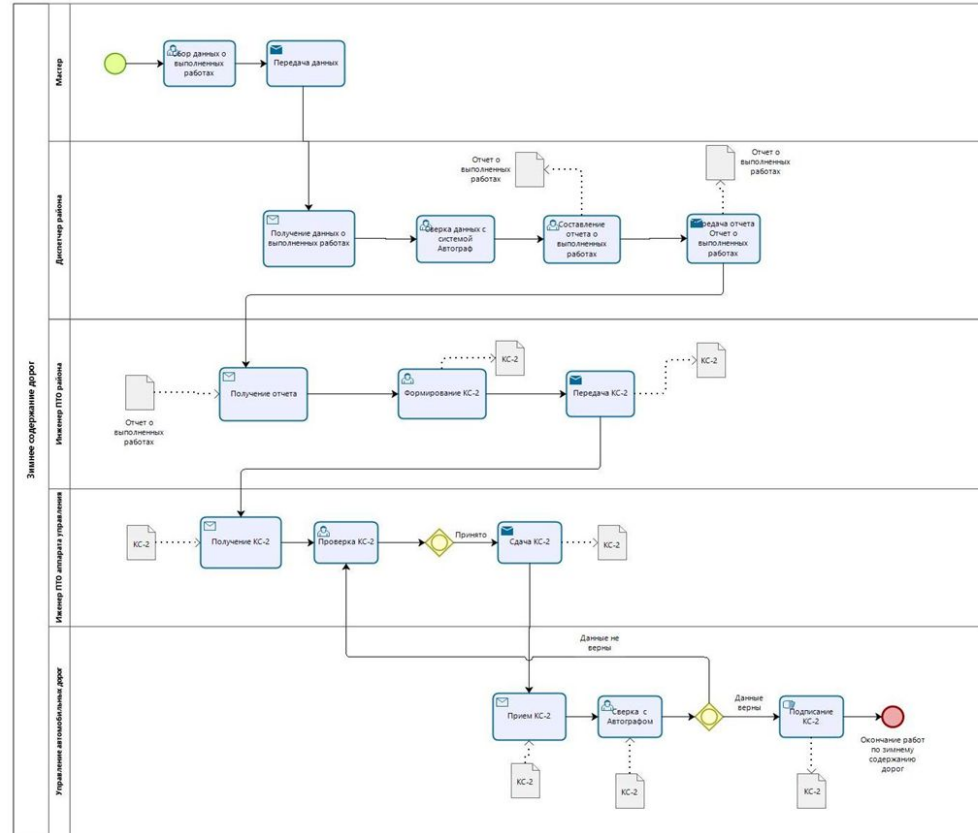 Зимнее содержание дорог
Мастер
Сбор данных о
выполненных
работах
Передача данных
Диспетчер района
Отчет о
выполненных
работах
Отчет о
выполненных
работах
Получение данных о
выполненных работах
Сверка данных с
системой
Автограф
Составление
отчета о
выполненных
работах
Передача отчета
Отчет о
выполненных
работах
Инженер ПТО района
КС-2
КС-2
Получение отчета
Формирование КС-2
Передача КС-2
Отчет о
выполненных
работах
Иженер ПТО аппарата управления
КС-2
Получение КС-2
Проверка КС-2
Принято
Сдача КС-2
КС-2
Управление автомобильных дорог
Данные не
верны
Прием КС-2
Сверка с
Автографом
Данные
верны
Подписание
КС-2
Окончание работ
по зимнему
содержанию
дорог
КС-2
КС-2
КС-2